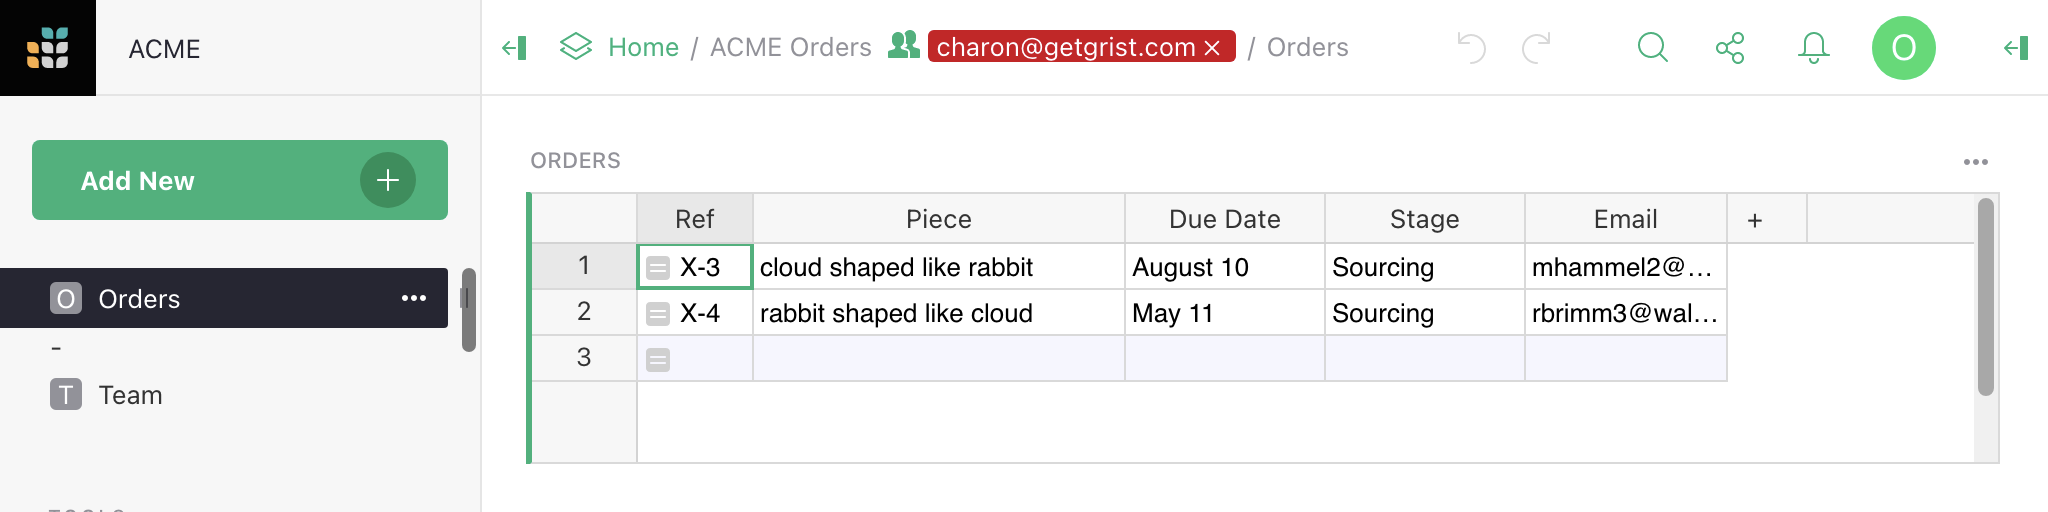 ACME
Home / ACME Orders charon@getgrist.com × / Orders
O
Add New +
O Orders •••
-
T Team
ORDERS
•••
Ref Piece Due Date Stage Email +
1 X-3 cloud shaped like rabbit August 10 Sourcing mhammel2@…
2 X-4 rabbit shaped like cloud May 11 Sourcing rbrimm3@wal…
3